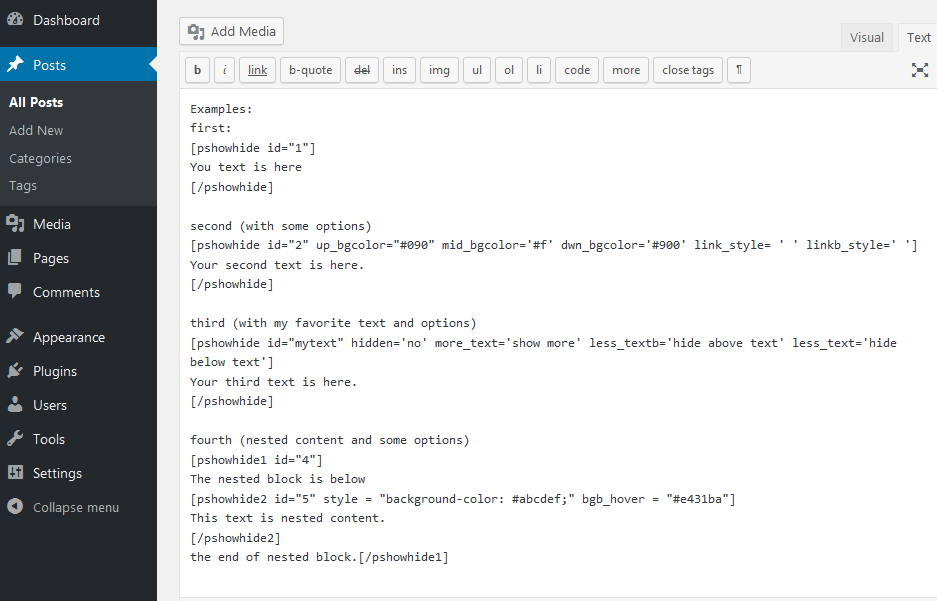 Dashboard
Posts
All Posts
Add New
Categories
Tags
Media
Pages
Comments
Appearance
Plugins
Users
Tools
Settings
Collapse menu
Add Media
Visual Text
b i link b-quote del ins img ul ol li code more close tags ¶
Examples:
first:
[pshowhide id="1"]
You text is here
[/pshowhide]
second (with some options)
[pshowhide id="2" up_bgcolor="#090" mid_bgcolor='#f' dwn_bgcolor='#900' link_style= ' ' linkb_style=' ']
Your second text is here.
[/pshowhide]
third (with my favorite text and options)
[pshowhide id="mytext" hidden='no' more_text='show more' less_textb='hide above text' less_text='hide
below text']
Your third text is here.
[/pshowhide]
fourth (nested content and some options)
[pshowhide1 id="4"]
The nested block is below
[pshowhide2 id="5" style = "background-color: #abcdef;" bgb_hover = "#e431ba"]
This text is nested content.
[/pshowhide2]
the end of nested block.[/pshowhide1]